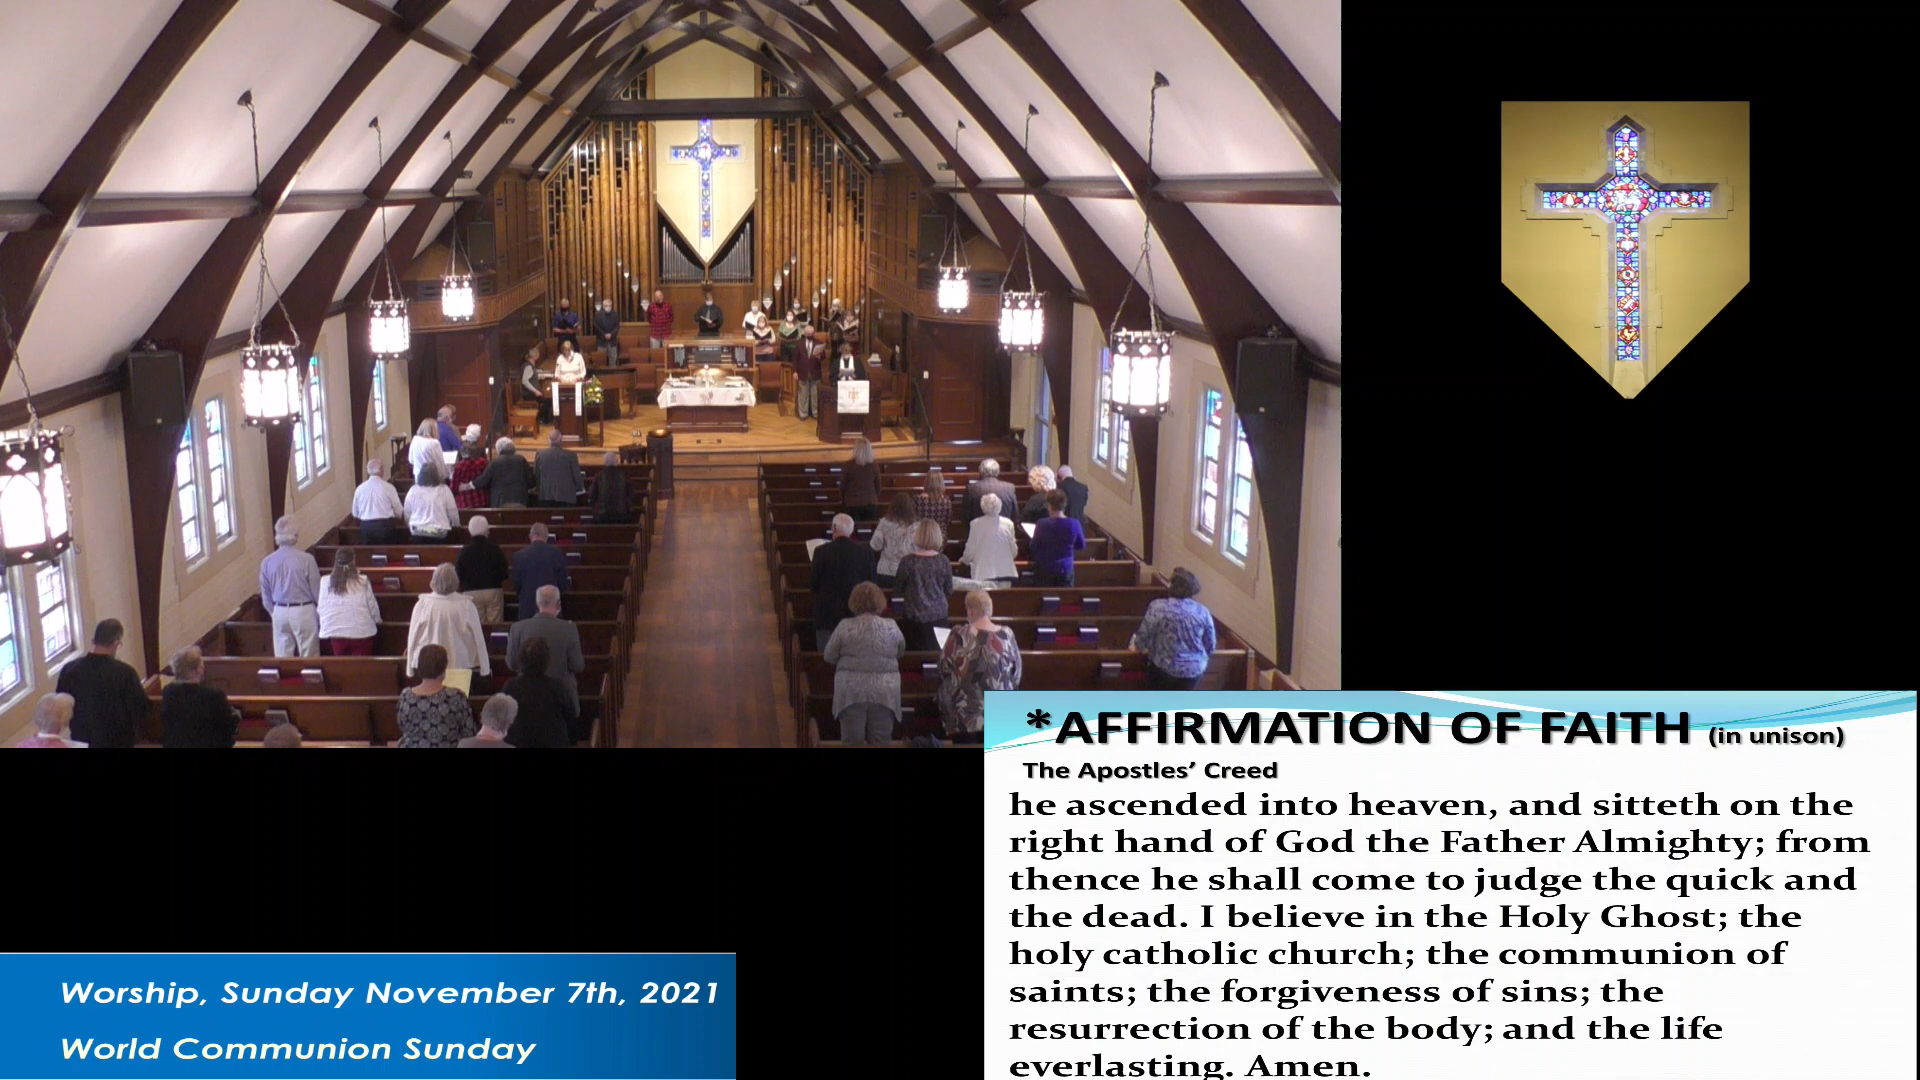 *AFFIRMATION OF FAITH (in unison)
The Apostles’ Creed
he ascended into heaven, and sitteth on the
right hand of God the Father Almighty; from
thence he shall come to judge the quick and
the dead. I believe in the Holy Ghost; the
holy catholic church; the communion of
saints; the forgiveness of sins; the
resurrection of the body; and the life
everlasting. Amen.
Worship, Sunday November 7th, 2021
World Communion Sunday